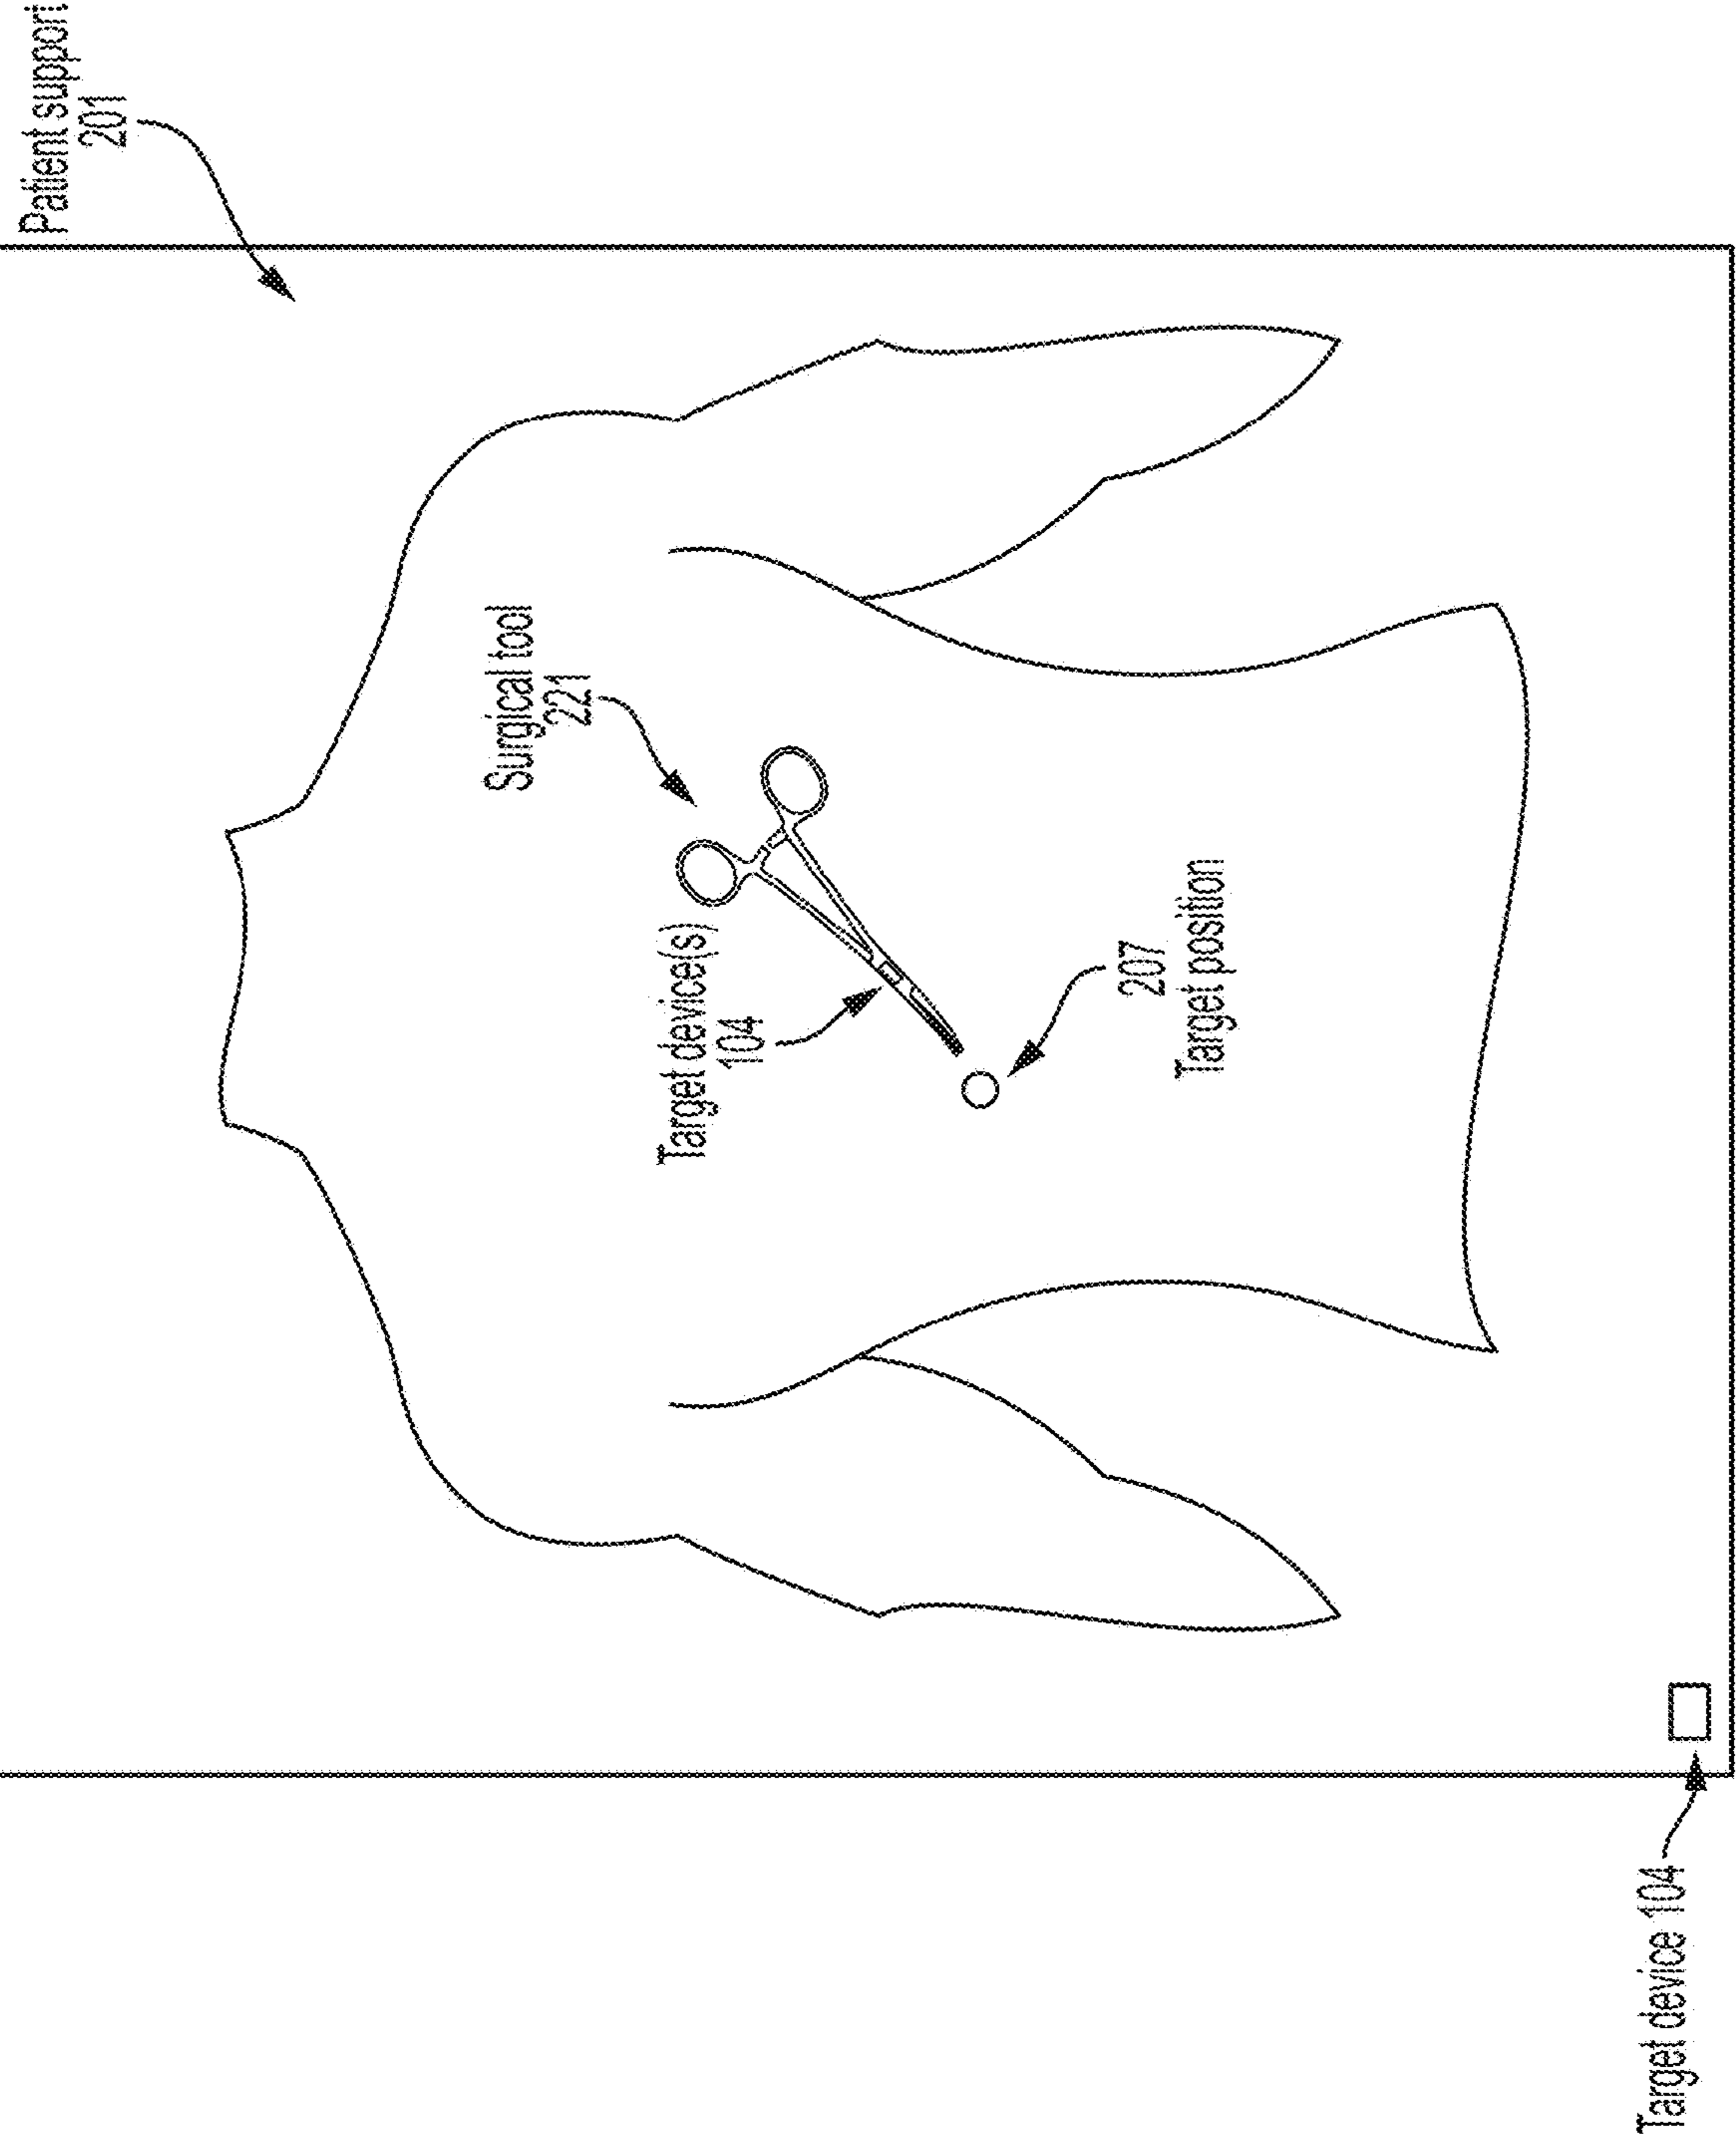 Patient support
201
Surgical tool
221
Target device(s)
104
207
Target position
Target device 104